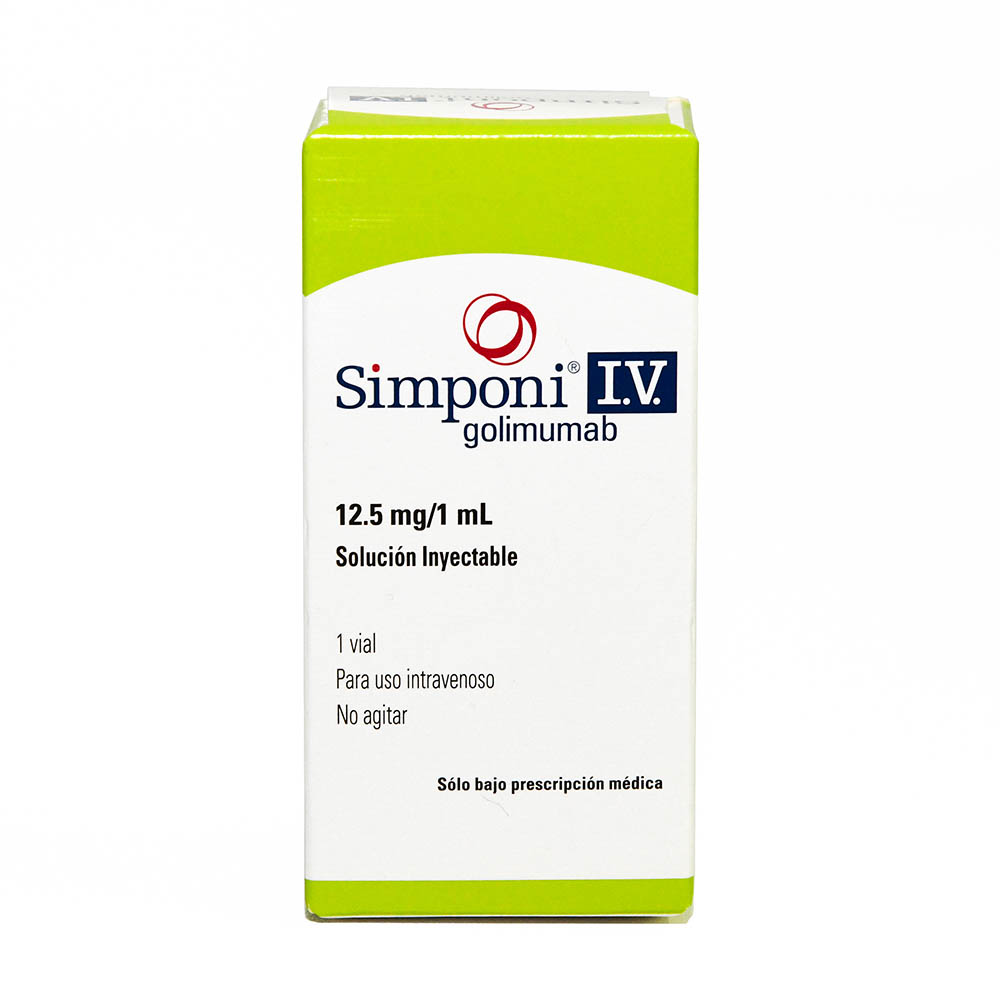 Simponi I.V.
Simponi® I.V.
golimumab
12.5 mg/1 mL
Solución Inyectable
1 vial
Para uso intravenoso
No agitar
Sólo bajo prescripción médica